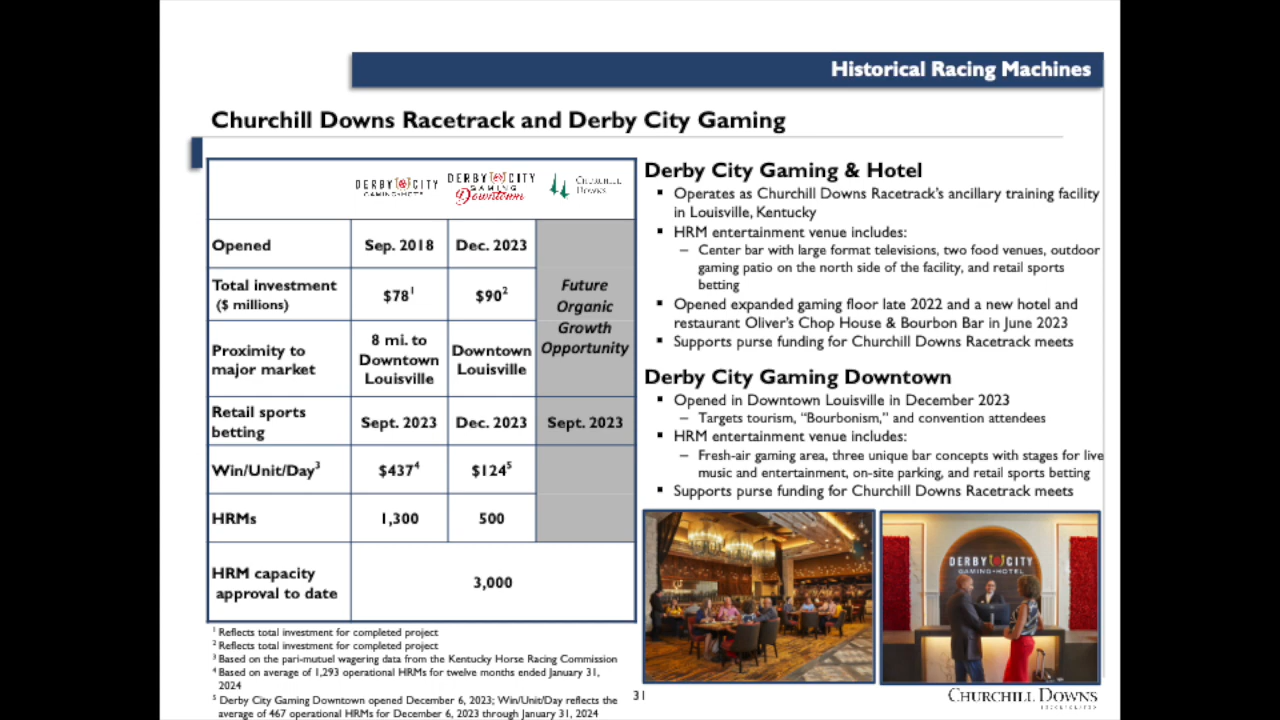 Historical Racing Machines
Churchill Downs Racetrack and Derby City Gaming
DERBY CITY
GAMING•HOTEL
DERBY CITY
GAMING
Downtown
CHURCHILL
DOWNS
Opened
Sep. 2018
Dec. 2023
Total investment
($ millions)
$78¹
$90²
Future
Organic
Growth
Opportunity
Proximity to
major market
8 mi. to
Downtown
Louisville
Downtown
Louisville
Retail sports
betting
Sept. 2023
Dec. 2023
Sept. 2023
Win/Unit/Day³
$437⁴
$124⁵
HRMs
1,300
500
HRM capacity
approval to date
3,000
¹ Reflects total investment for completed project
² Reflects total investment for completed project
³ Based on the pari-mutuel wagering data from the Kentucky Horse Racing Commission
⁴ Based on average of 1,293 operational HRMs for twelve months ended January 31,
2024
⁵ Derby City Gaming Downtown opened December 6, 2023; Win/Unit/Day reflects the
average of 467 operational HRMs for December 6, 2023 through January 31, 2024
Derby City Gaming & Hotel
▪ Operates as Churchill Downs Racetrack's ancillary training facility
in Louisville, Kentucky
▪ HRM entertainment venue includes:
– Center bar with large format televisions, two food venues, outdoor
gaming patio on the north side of the facility, and retail sports
betting
▪ Opened expanded gaming floor late 2022 and a new hotel and
restaurant Oliver's Chop House & Bourbon Bar in June 2023
▪ Supports purse funding for Churchill Downs Racetrack meets
Derby City Gaming Downtown
▪ Opened in Downtown Louisville in December 2023
– Targets tourism, "Bourbonism," and convention attendees
▪ HRM entertainment venue includes:
– Fresh-air gaming area, three unique bar concepts with stages for live
music and entertainment, on-site parking, and retail sports betting
▪ Supports purse funding for Churchill Downs Racetrack meets
DERBY CITY
GAMING•HOTEL
31
CHURCHILL DOWNS
INCORPORATED